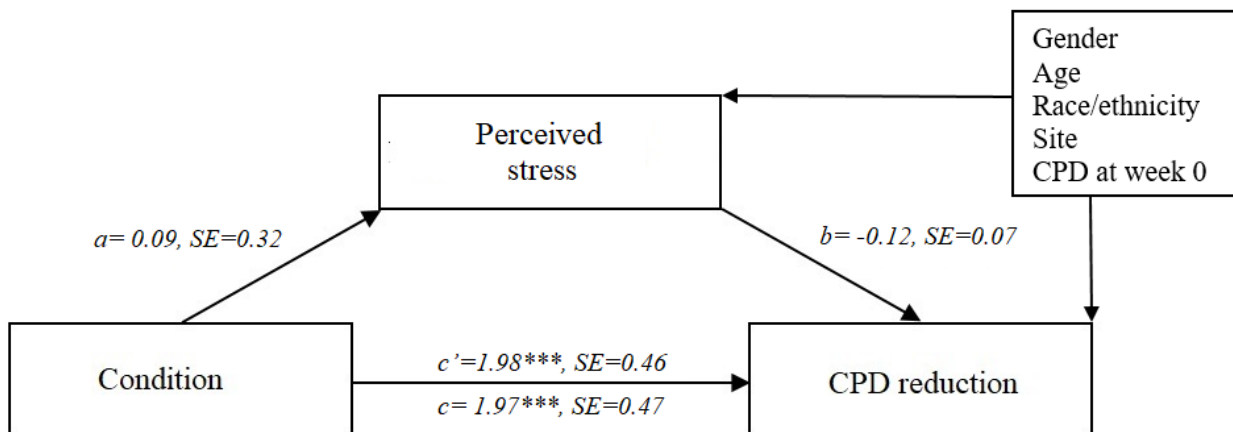 Gender
Age
Race/ethnicity
Site
CPD at week 0
Perceived
stress
a= 0.09, SE=0.32
b= -0.12, SE=0.07
Condition
c’=1.98***, SE=0.46
c= 1.97***, SE=0.47
CPD reduction